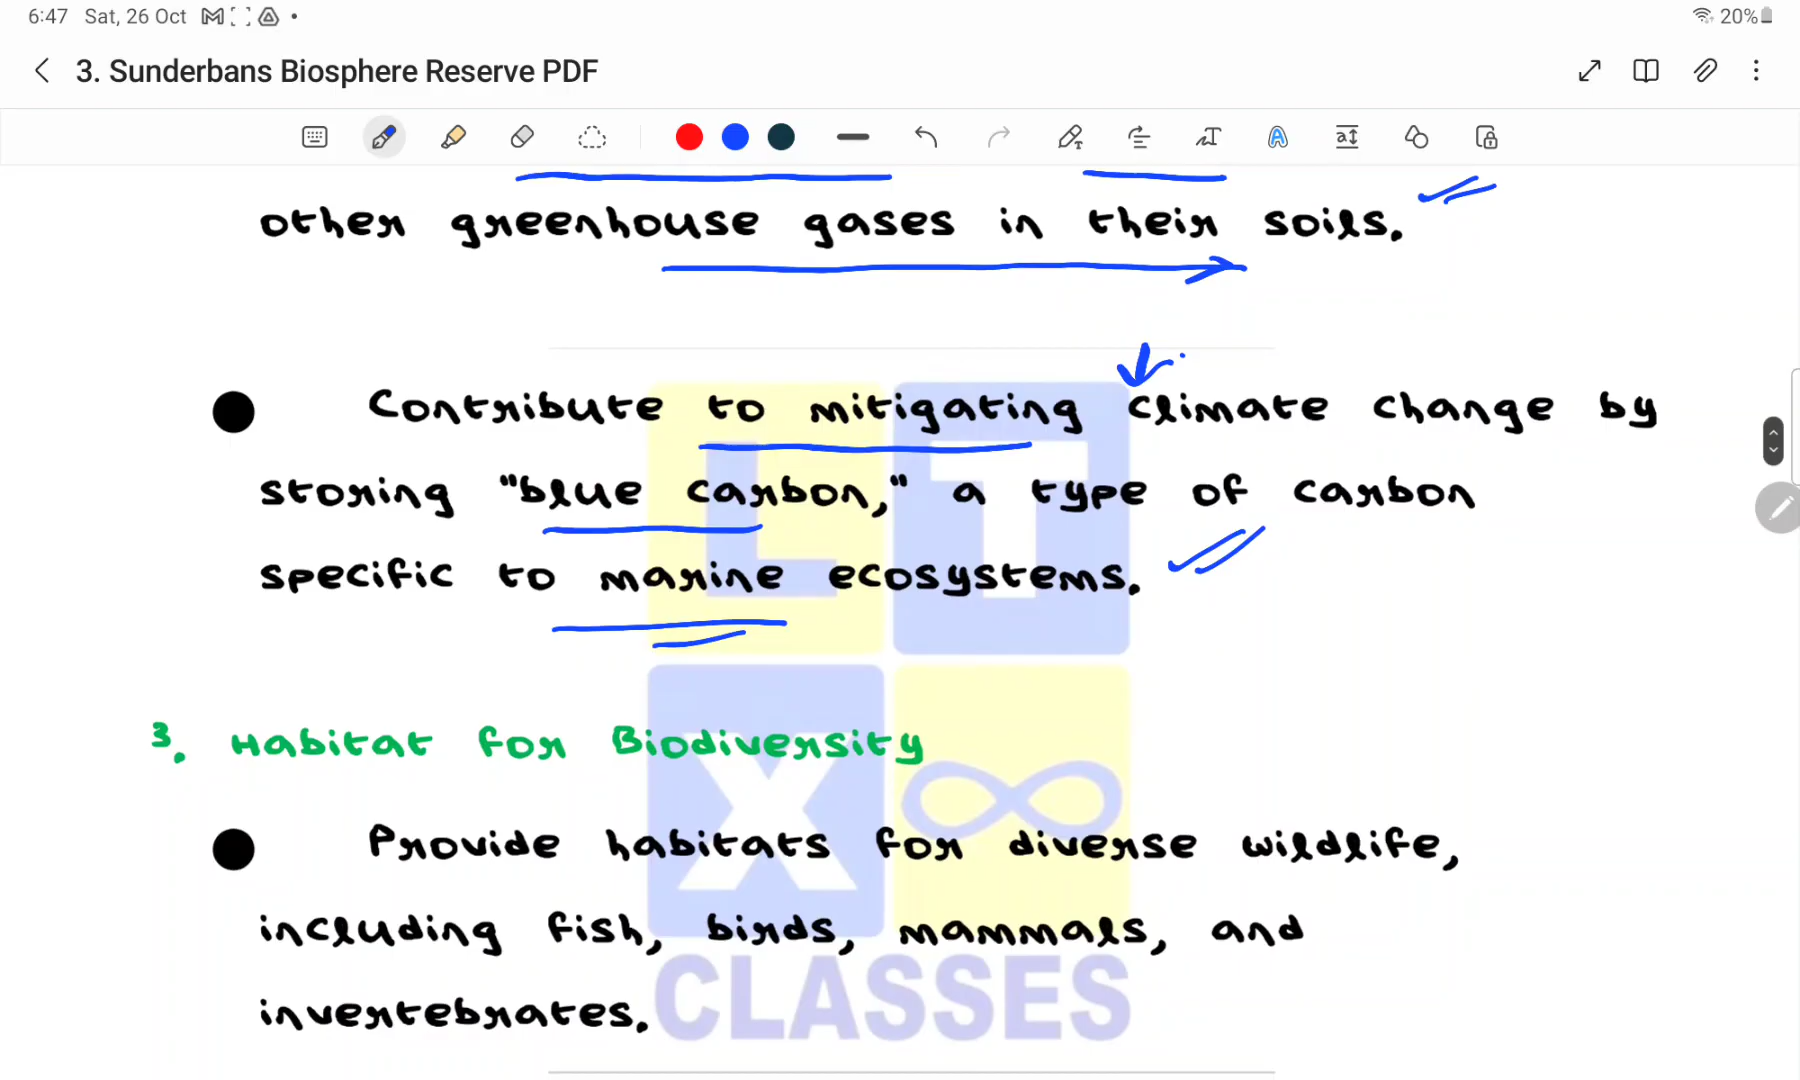 6:47 Sat, 26 Oct
20%
3. Sunderbans Biosphere Reserve PDF
other greenhouse gases in their soils.
Contribute to mitigating climate change by
storing "blue carbon," a type of carbon
specific to marine ecosystems.
3. Habitat for Biodiversity
Provide habitats for diverse wildlife,
including fish, birds, mammals, and
invertebrates.
L T
X ∞
CLASSES